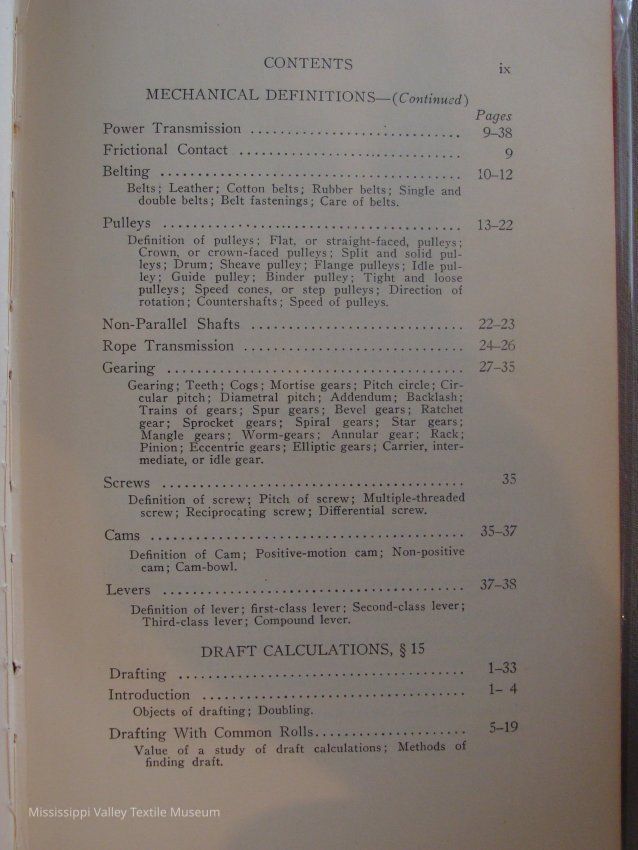 CONTENTS ix
MECHANICAL DEFINITIONS—(Continued)
Pages
Power Transmission ............................ 9–38
Frictional Contact ............................ 9
Belting ............................ 10–12
Belts; Leather; Cotton belts; Rubber belts; Single and
double belts; Belt fastenings; Care of belts.
Pulleys ............................ 13–22
Definition of pulleys; Flat, or straight-faced, pulleys;
Crown, or crown-faced pulleys; Split and solid pul-
leys; Drum; Sheave pulley; Flange pulleys; Idle pul-
ley; Guide pulley; Binder pulley; Tight and loose
pulleys; Speed cones, or step pulleys; Direction of
rotation; Countershafts; Speed of pulleys.
Non-Parallel Shafts ............................ 22–23
Rope Transmission ............................ 24–26
Gearing ............................ 27–35
Gearing; Teeth; Cogs; Mortise gears; Pitch circle; Cir-
cular pitch; Diametral pitch; Addendum; Backlash;
Trains of gears; Spur gears; Bevel gears; Ratchet
gear; Sprocket gears; Spiral gears; Star gears;
Mangle gears; Worm-gears; Annular gear; Rack;
Pinion; Eccentric gears; Elliptic gears; Carrier, inter-
mediate, or idle gear.
Screws ............................ 35
Definition of screw; Pitch of screw; Multiple-threaded
screw; Reciprocating screw; Differential screw.
Cams ............................ 35–37
Definition of Cam; Positive-motion cam; Non-positive
cam; Cam-bowl.
Levers ............................ 37–38
Definition of lever; first-class lever; Second-class lever;
Third-class lever; Compound lever.
DRAFT CALCULATIONS, § 15
Drafting ............................ 1–33
Introduction ............................ 1– 4
Objects of drafting; Doubling.
Drafting With Common Rolls.................... 5–19
Value of a study of draft calculations; Methods of
finding draft.
Mississippi Valley Textile Museum